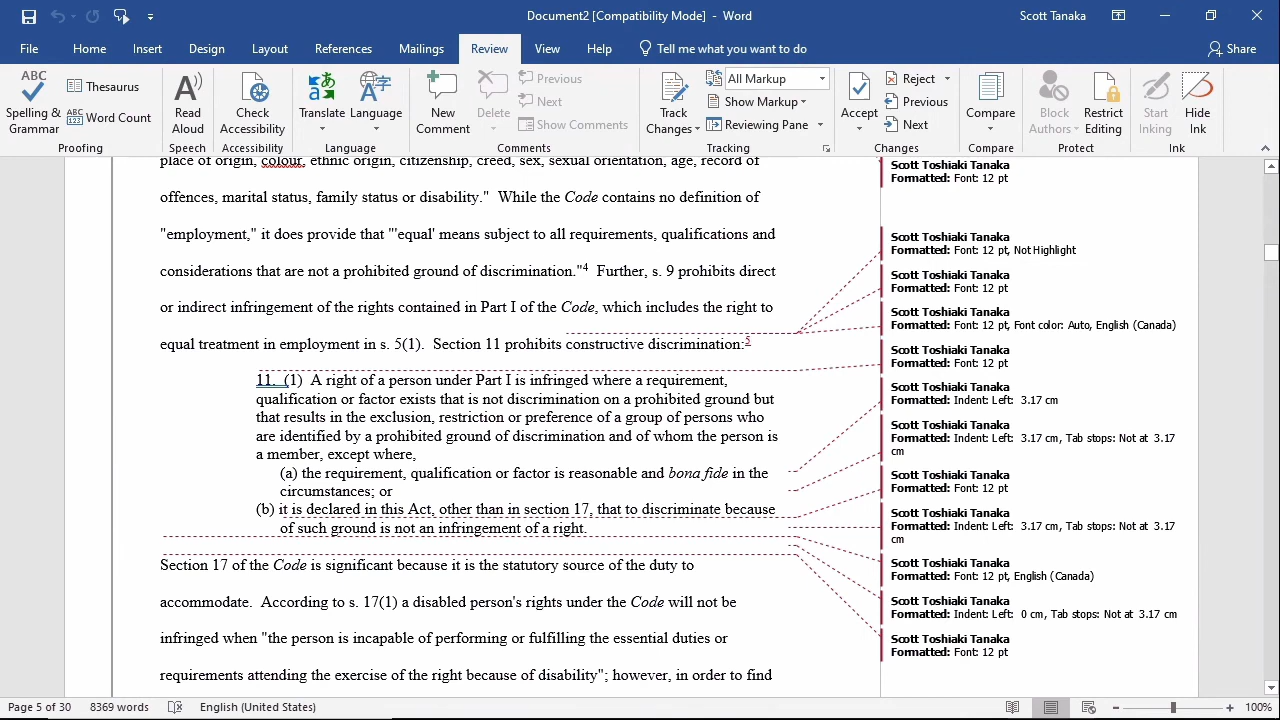 Document2 [Compatibility Mode] - Word
Scott Tanaka
File Home Insert Design Layout References Mailings Review View Help Tell me what you want to do Share
ABC
Spelling & Grammar
Thesaurus
ABC
123 Word Count
Proofing
Read Aloud
Speech
Check Accessibility
Accessibility
Translate
Language
Language
New Comment
Delete
Previous
Next
Show Comments
Comments
Track Changes
All Markup
Show Markup
Reviewing Pane
Tracking
Accept
Reject
Previous
Next
Changes
Compare
Compare
Block Authors
Restrict Editing
Protect
Start Inking
Hide Ink
Ink
place of origin, colour, ethnic origin, citizenship, creed, sex, sexual orientation, age, record of
offences, marital status, family status or disability." While the Code contains no definition of
"employment," it does provide that "'equal' means subject to all requirements, qualifications and
considerations that are not a prohibited ground of discrimination."4 Further, s. 9 prohibits direct
or indirect infringement of the rights contained in Part I of the Code, which includes the right to
equal treatment in employment in s. 5(1). Section 11 prohibits constructive discrimination:5
11. (1) A right of a person under Part I is infringed where a requirement,
qualification or factor exists that is not discrimination on a prohibited ground but
that results in the exclusion, restriction or preference of a group of persons who
are identified by a prohibited ground of discrimination and of whom the person is
a member, except where,
(a) the requirement, qualification or factor is reasonable and bona fide in the
circumstances; or
(b) it is declared in this Act, other than in section 17, that to discriminate because
of such ground is not an infringement of a right.
Section 17 of the Code is significant because it is the statutory source of the duty to
accommodate. According to s. 17(1) a disabled person's rights under the Code will not be
infringed when "the person is incapable of performing or fulfilling the essential duties or
requirements attending the exercise of the right because of disability"; however, in order to find
Scott Toshiaki Tanaka
Formatted: Font: 12 pt
Scott Toshiaki Tanaka
Formatted: Font: 12 pt, Not Highlight
Scott Toshiaki Tanaka
Formatted: Font: 12 pt
Scott Toshiaki Tanaka
Formatted: Font: 12 pt, Font color: Auto, English (Canada)
Scott Toshiaki Tanaka
Formatted: Font: 12 pt
Scott Toshiaki Tanaka
Formatted: Indent: Left: 3.17 cm
Scott Toshiaki Tanaka
Formatted: Indent: Left: 3.17 cm, Tab stops: Not at 3.17
cm
Scott Toshiaki Tanaka
Formatted: Font: 12 pt
Scott Toshiaki Tanaka
Formatted: Indent: Left: 3.17 cm, Tab stops: Not at 3.17
cm
Scott Toshiaki Tanaka
Formatted: Font: 12 pt, English (Canada)
Scott Toshiaki Tanaka
Formatted: Indent: Left: 0 cm, Tab stops: Not at 3.17 cm
Scott Toshiaki Tanaka
Formatted: Font: 12 pt
Page 5 of 30 8369 words English (United States) 100%